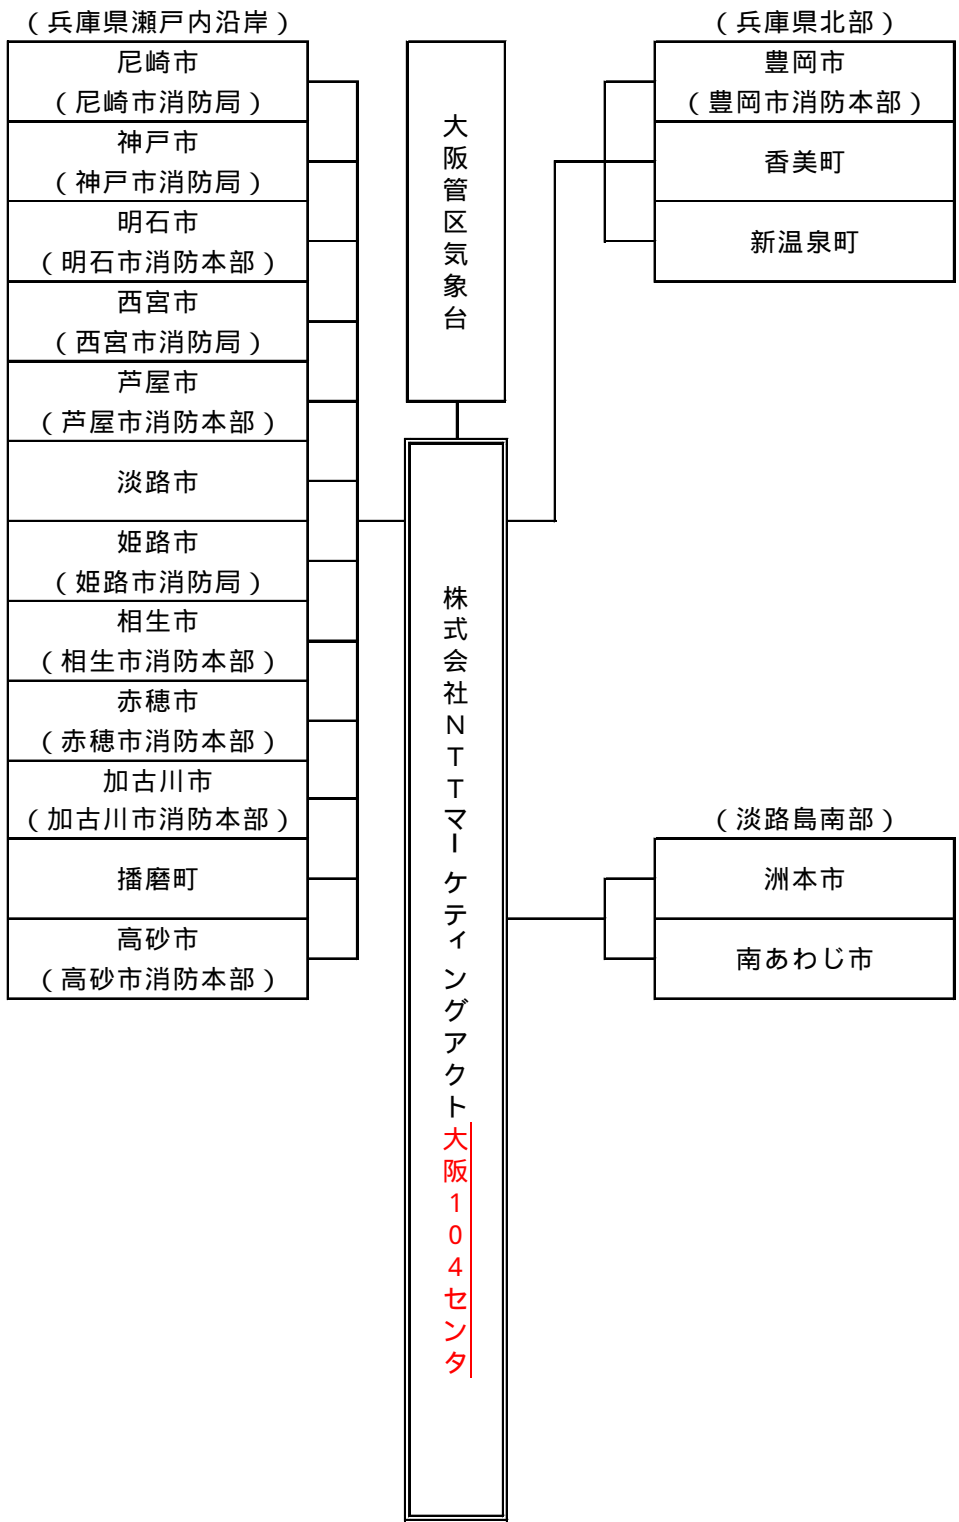 （兵庫県瀬戸内沿岸）
尼崎市
（尼崎市消防局）
神戸市
（神戸市消防局）
明石市
（明石市消防本部）
西宮市
（西宮市消防局）
芦屋市
（芦屋市消防本部）
淡路市
姫路市
（姫路市消防局）
相生市
（相生市消防本部）
赤穂市
（赤穂市消防本部）
加古川市
（加古川市消防本部）
播磨町
高砂市
（高砂市消防本部）
大阪管区気象台
株式会社ＮＴＴマーケティングアクト大阪１０４センタ
（兵庫県北部）
豊岡市
（豊岡市消防本部）
香美町
新温泉町
（淡路島南部）
洲本市
南あわじ市